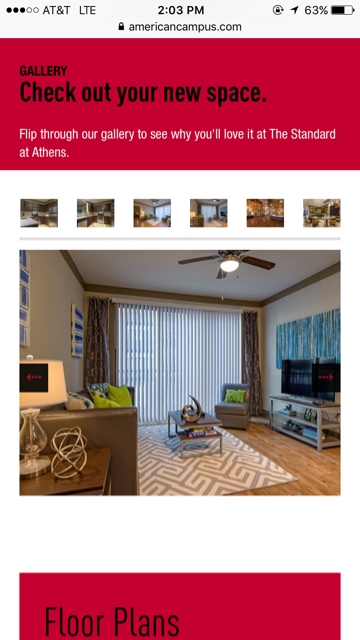 AT&T LTE 2:03 PM 63%
americancampus.com
GALLERY
Check out your new space.
Flip through our gallery to see why you'll love it at The Standard
at Athens.
Floor Plans